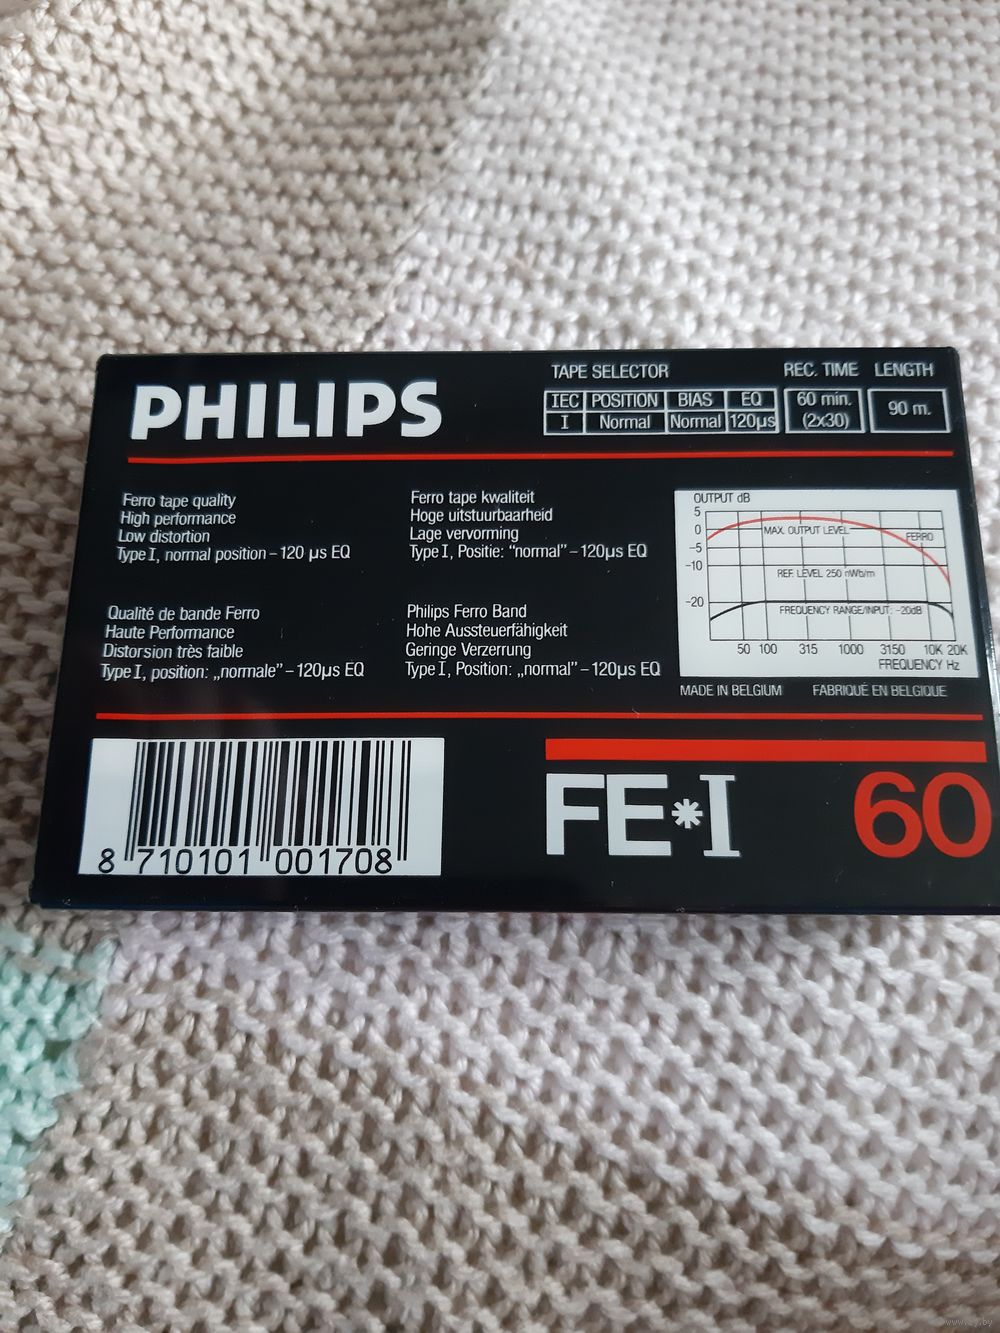 PHILIPS
TAPE SELECTOR
REC. TIME
LENGTH
IEC POSITION BIAS EQ
I Normal Normal 120µs
60 min.
(2x30)
90 m.
Ferro tape quality
High performance
Low distortion
Type I, normal position – 120 µs EQ
Ferro tape kwaliteit
Hoge uitstuurbaarheid
Lage vervorming
Type I, Positie: “normal” – 120µs EQ
Qualité de bande Ferro
Haute Performance
Distorsion très faible
Type I, position: „normale” – 120µs EQ
Philips Ferro Band
Hohe Aussteuerfähigkeit
Geringe Verzerrung
Type I, Position: „normal” – 120µs EQ
OUTPUT dB
5
0
-5
-10
-20
MAX. OUTPUT LEVEL
FERRO
REF. LEVEL 250 nWb/m
FREQUENCY RANGE/INPUT: -20dB
50 100 315 1000 3150 10K 20K
FREQUENCY Hz
MADE IN BELGIUM FABRIQUÉ EN BELGIQUE
8 710101 001708
FE*I 60